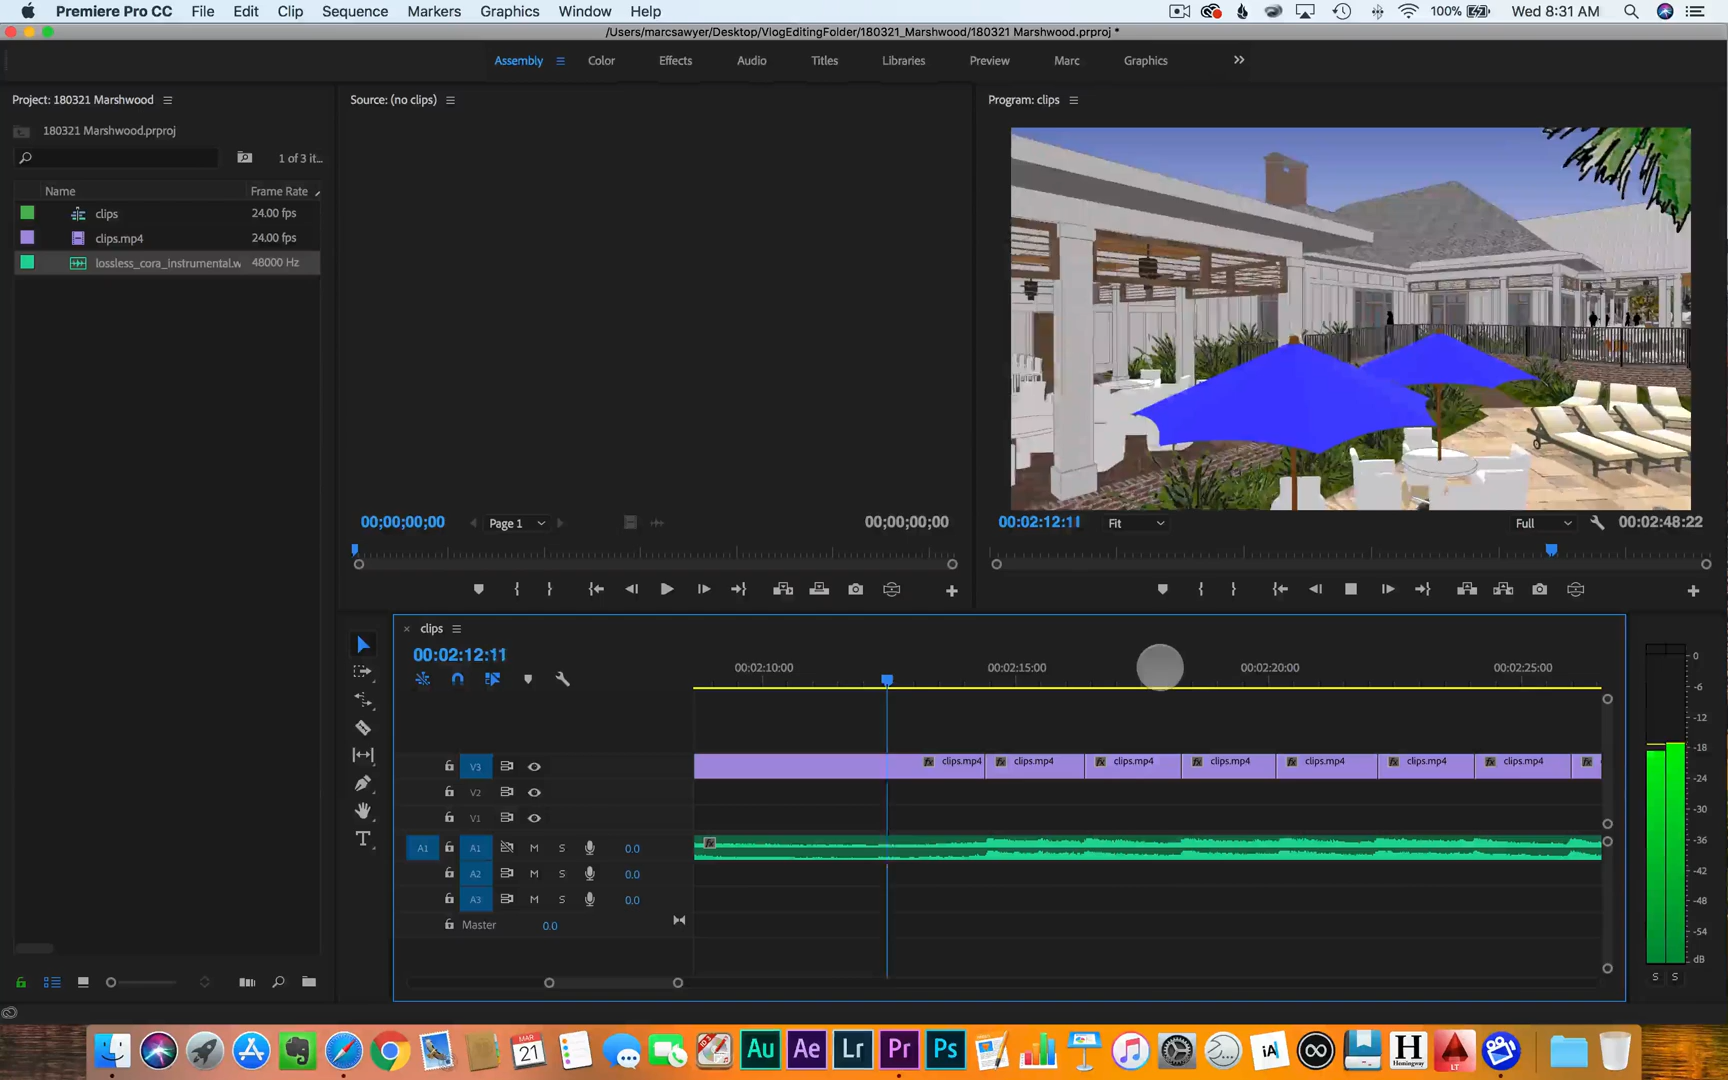 Premiere Pro CC File Edit Clip Sequence Markers Graphics Window Help 100% Wed 8:31 AM
/Users/marcsawyer/Desktop/VlogEditingFolder/180321_Marshwood/180321 Marshwood.prproj *
Assembly Color Effects Audio Titles Libraries Preview Marc Graphics
Project: 180321 Marshwood
Source: (no clips)
Program: clips
180321 Marshwood.prproj
1 of 3 it...
Name Frame Rate
clips 24.00 fps
clips.mp4 24.00 fps
lossless_cora_instrumental.w 48000 Hz
00;00;00;00 Page 1 00;00;00;00
00:02:12:11 Fit Full 00:02:48:22
clips
00:02:12:11
00:02:10:00 00:02:15:00 00:02:20:00 00:02:25:00
V3 clips.mp4 clips.mp4 clips.mp4 clips.mp4 clips.mp4 clips.mp4 clips.mp4
V2
V1
A1 A1 M S 0.0
A2 M S 0.0
A3 M S 0.0
Master 0.0
0
-6
-12
-18
-24
-30
-36
-42
-48
-54
dB
S S
MAR
21
Au Ae Lr Pr Ps iA H
Hemingway
LT